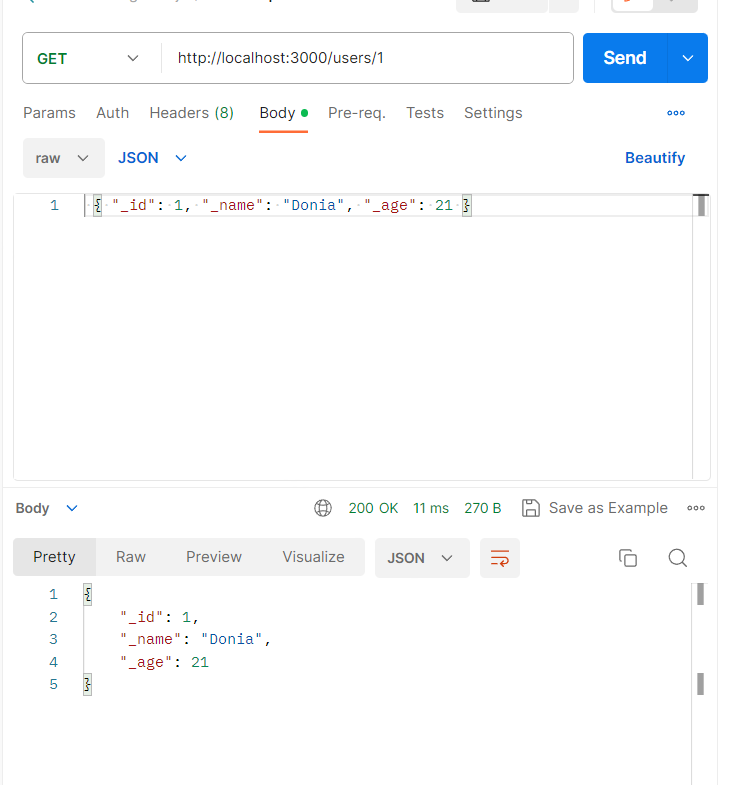 GET http://localhost:3000/users/1 Send
Params Auth Headers (8) Body Pre-req. Tests Settings
raw JSON Beautify
1 { "_id": 1, "_name": "Donia", "_age": 21 }
Body 200 OK 11 ms 270 B Save as Example
Pretty Raw Preview Visualize JSON
1 {
2 "_id": 1,
3 "_name": "Donia",
4 "_age": 21
5 }